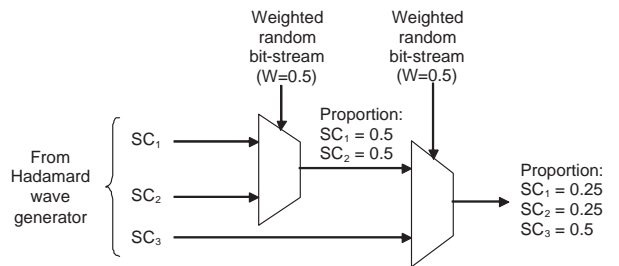 Weighted
random
bit-stream
(W=0.5)
Weighted
random
bit-stream
(W=0.5)
From
Hadamard
wave
generator
SC1
SC2
SC3
Proportion:
SC1 = 0.5
SC2 = 0.5
Proportion:
SC1 = 0.25
SC2 = 0.25
SC3 = 0.5